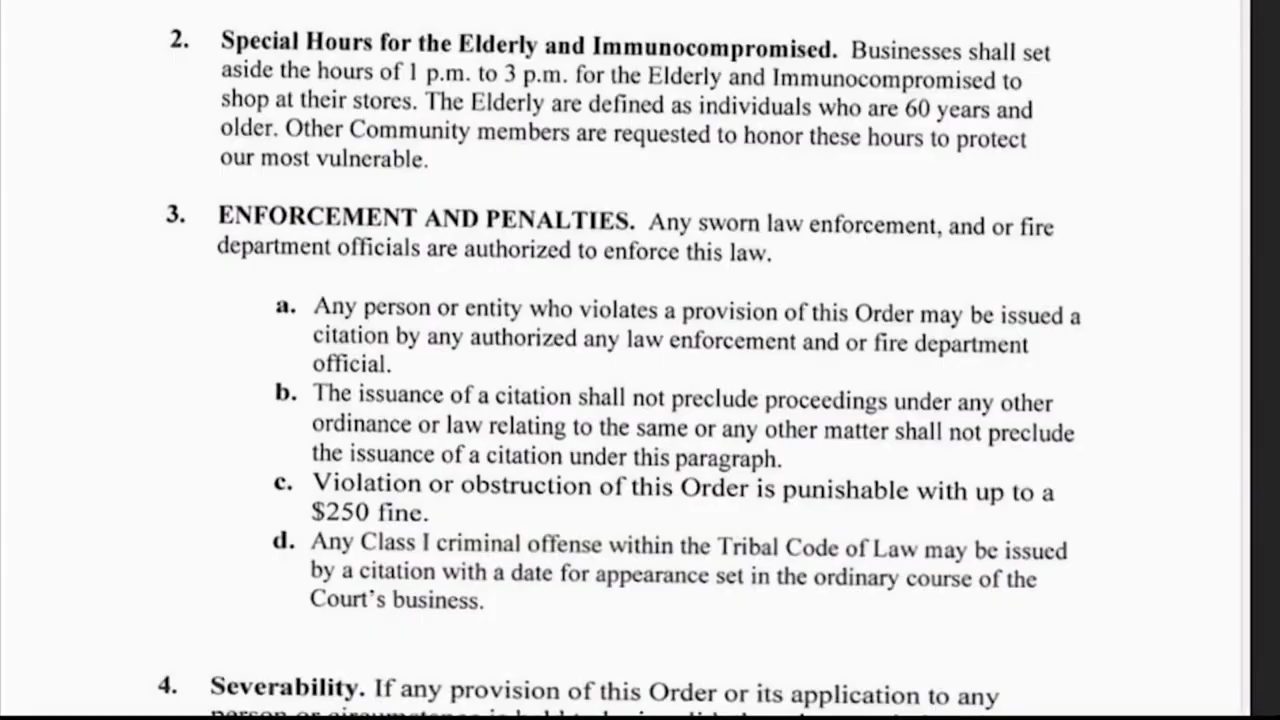 2. Special Hours for the Elderly and Immunocompromised. Businesses shall set
aside the hours of 1 p.m. to 3 p.m. for the Elderly and Immunocompromised to
shop at their stores. The Elderly are defined as individuals who are 60 years and
older. Other Community members are requested to honor these hours to protect
our most vulnerable.
3. ENFORCEMENT AND PENALTIES. Any sworn law enforcement, and or fire
department officials are authorized to enforce this law.
a. Any person or entity who violates a provision of this Order may be issued a
citation by any authorized any law enforcement and or fire department
official.
b. The issuance of a citation shall not preclude proceedings under any other
ordinance or law relating to the same or any other matter shall not preclude
the issuance of a citation under this paragraph.
c. Violation or obstruction of this Order is punishable with up to a
$250 fine.
d. Any Class I criminal offense within the Tribal Code of Law may be issued
by a citation with a date for appearance set in the ordinary course of the
Court's business.
4. Severability. If any provision of this Order or its application to any
person or circumstance is held to be invalid